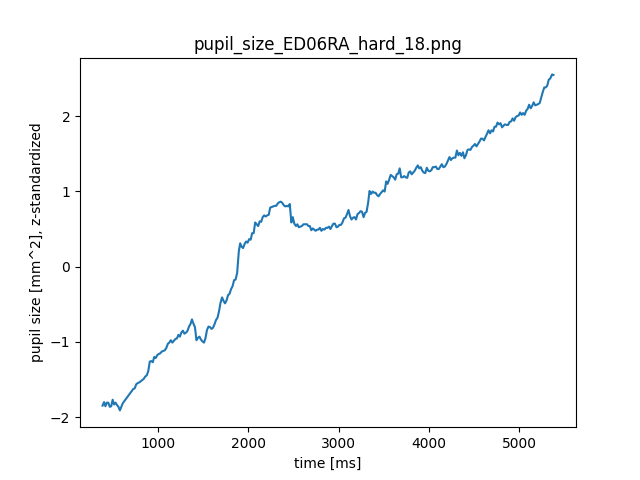 pupil_size_ED06RA_hard_18.png
pupil size [mm^2], z-standardized
2
1
0
−1
−2
1000 2000 3000 4000 5000
time [ms]